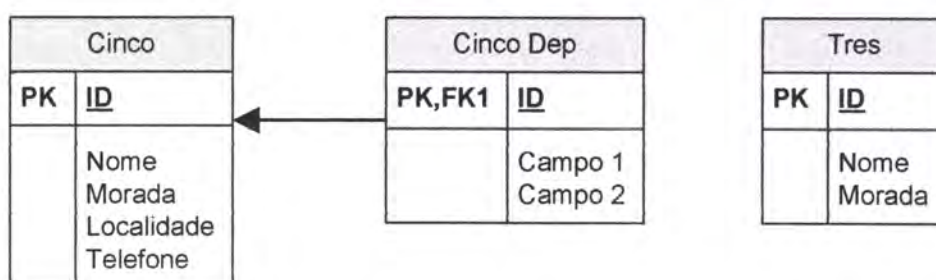 Cinco
PK ID
Nome
Morada
Localidade
Telefone
Cinco Dep
PK,FK1 ID
Campo 1
Campo 2
Tres
PK ID
Nome
Morada